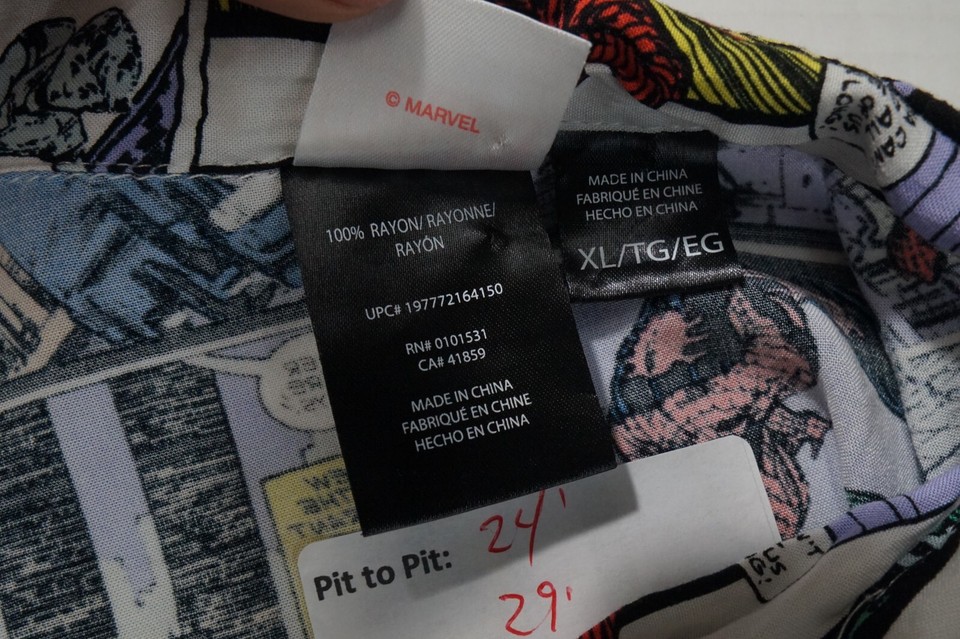 © MARVEL
MADE IN CHINA
FABRIQUÉ EN CHINE
HECHO EN CHINA
XL/TG/EG
100% RAYON/ RAYONNE/
RAYÓN
UPC# 197772164150
RN# 0101531
CA# 41859
MADE IN CHINA
FABRIQUÉ EN CHINE
HECHO EN CHINA
Pit to Pit: 24'
29'